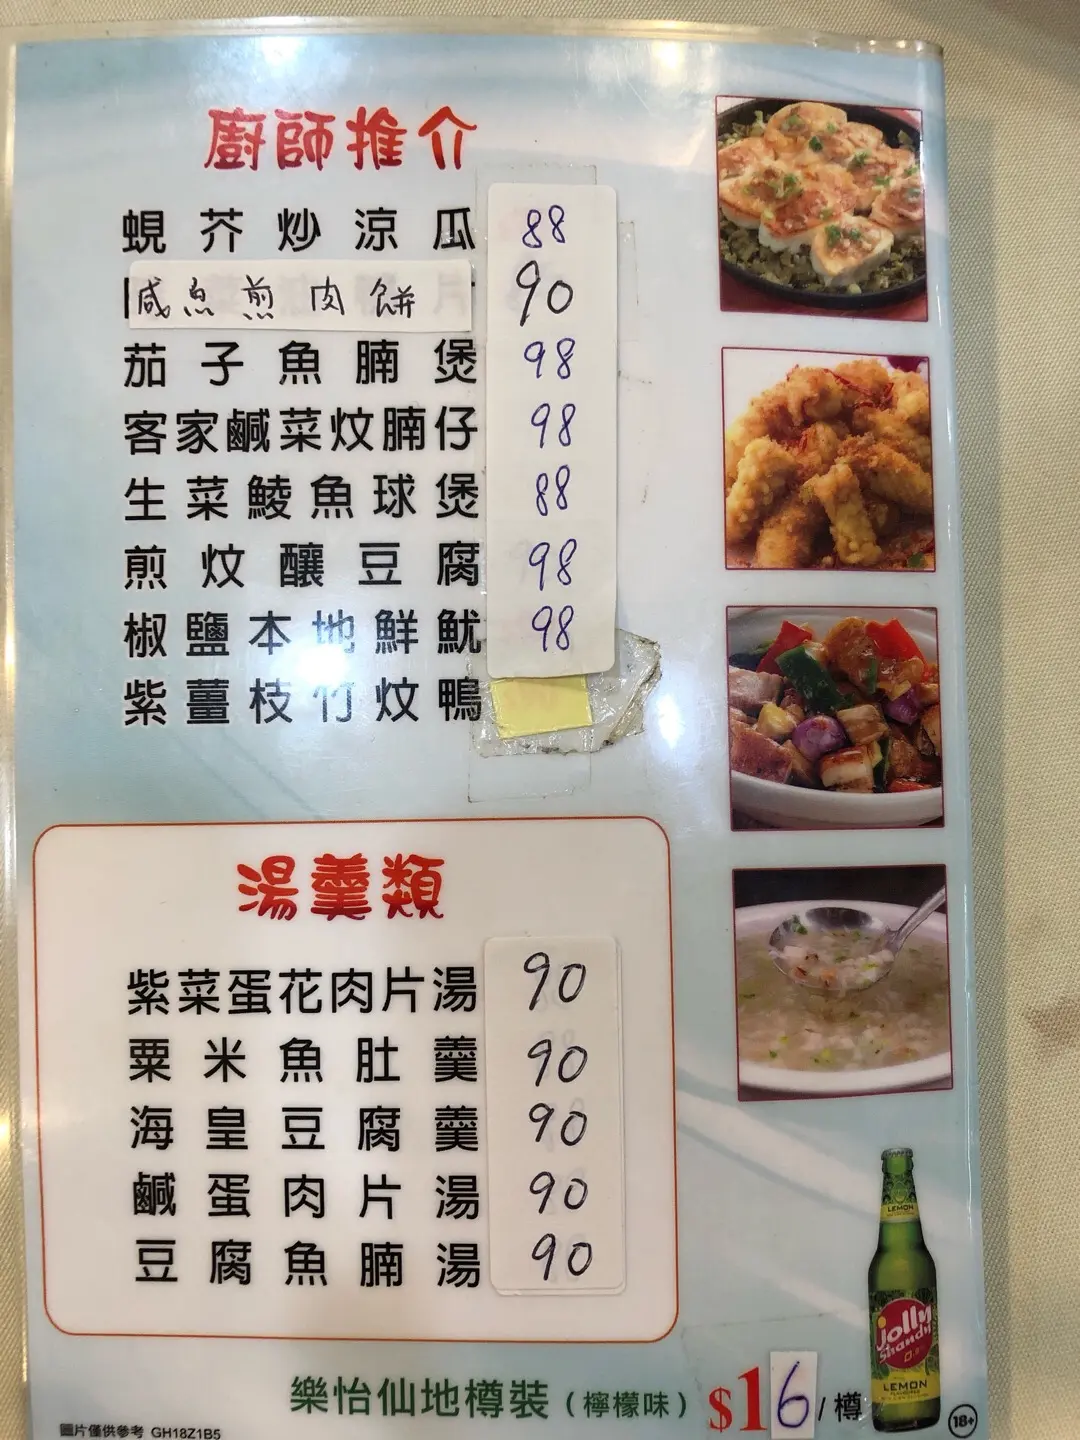 廚師推介
蜆芥炒涼瓜 88
咸魚煎肉餅 90
茄子魚腩煲 98
客家鹹菜炆腩仔 98
生菜鯪魚球煲 88
煎炆釀豆腐 98
椒鹽本地鮮魷 98
紫薑枝竹炆鴨
湯羹類
紫菜蛋花肉片湯 90
粟米魚肚羹 90
海皇豆腐羹 90
鹹蛋肉片湯 90
豆腐魚腩湯 90
LEMON
jolly
Shandy
LEMON
樂怡仙地樽裝（檸檬味） $16/樽
18+
圖片僅供參考 GH18Z1B5